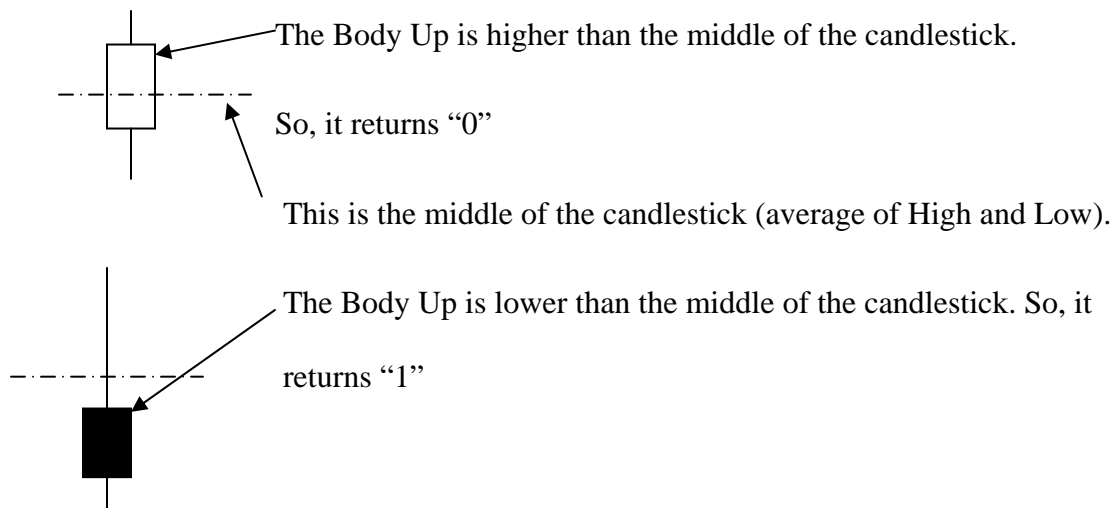 The Body Up is higher than the middle of the candlestick.
So, it returns “0”
This is the middle of the candlestick (average of High and Low).
The Body Up is lower than the middle of the candlestick. So, it
returns “1”